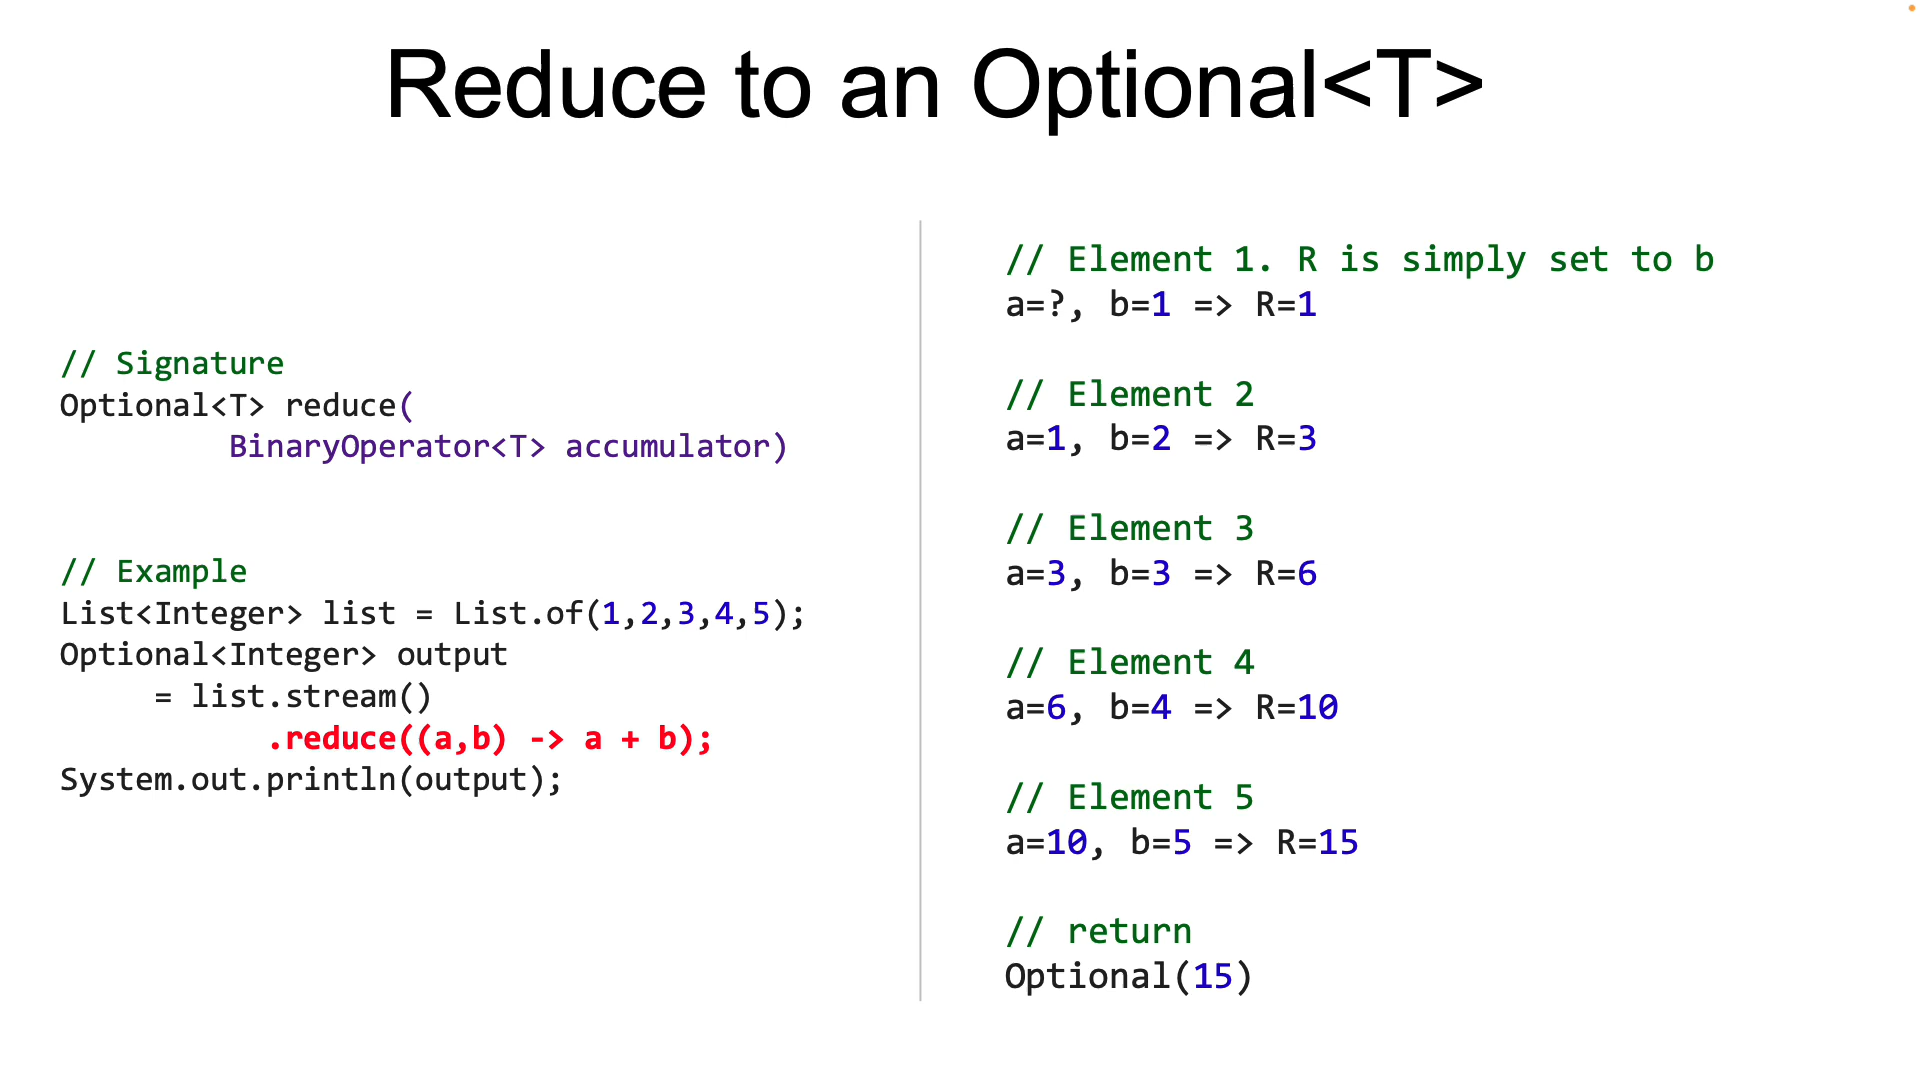 Reduce to an Optional<T>
// Signature
Optional<T> reduce(
BinaryOperator<T> accumulator)
// Example
List<Integer> list = List.of(1,2,3,4,5);
Optional<Integer> output
= list.stream()
.reduce((a,b) -> a + b);
System.out.println(output);
// Element 1. R is simply set to b
a=?, b=1 => R=1
// Element 2
a=1, b=2 => R=3
// Element 3
a=3, b=3 => R=6
// Element 4
a=6, b=4 => R=10
// Element 5
a=10, b=5 => R=15
// return
Optional(15)